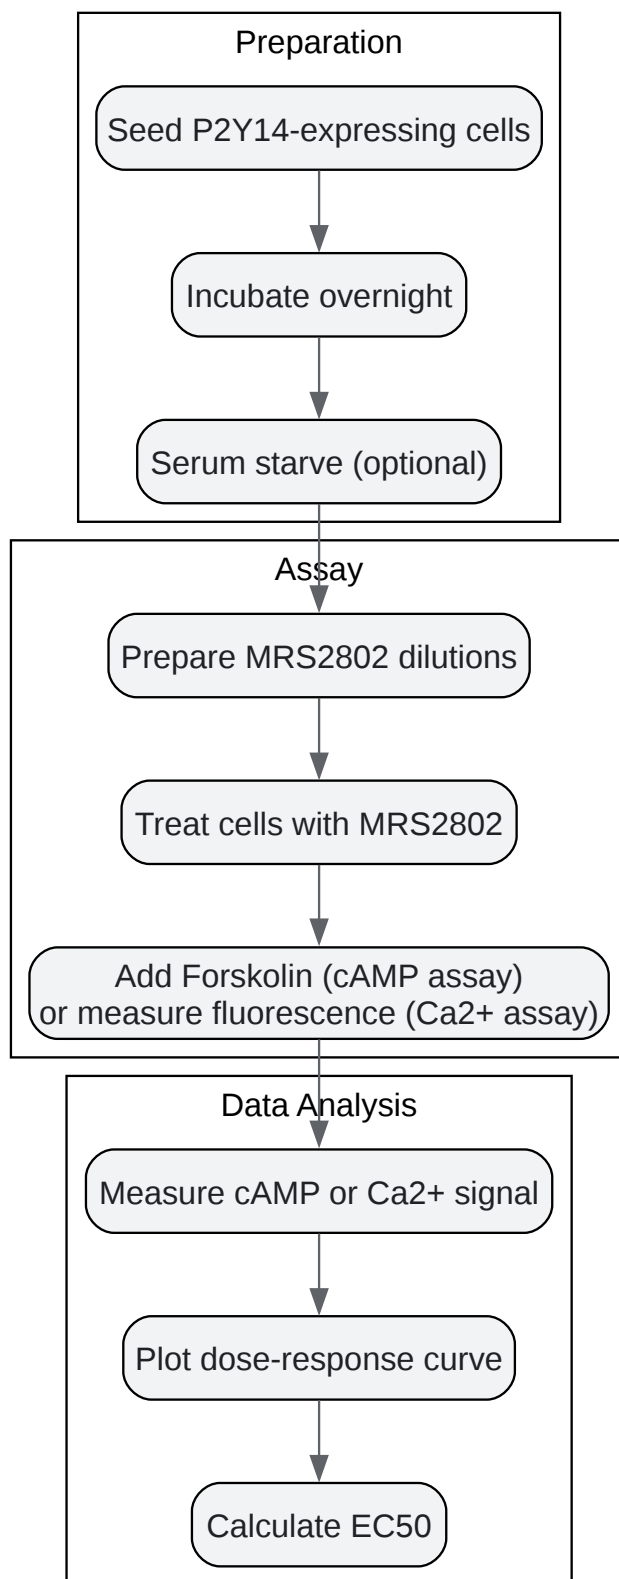 Preparation
Seed P2Y14-expressing cells
Incubate overnight
Serum starve (optional)
Assay
Prepare MRS2802 dilutions
Treat cells with MRS2802
Add Forskolin (cAMP assay)
or measure fluorescence (Ca2+ assay)
Data Analysis
Measure cAMP or Ca2+ signal
Plot dose-response curve
Calculate EC50